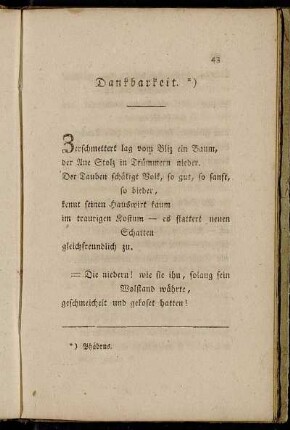 43
Dankbarkeit. *)
Zerschmettert lag vom Bliz ein Baum,
der Aue Stolz in Trümmern nieder.
Der Tauben schäkigt Volk, so gut, so sanft,
so bieder,
kennt seinen Hauswirt kaum
im traurigen Kostum — es flattert neuen
Schatten
gleichfreundlich zu.
— Die niedern! wie sie ihn, solang sein
Wolstand währte,
geschmeichelt und gekoset hatten!
*) Phädrus.